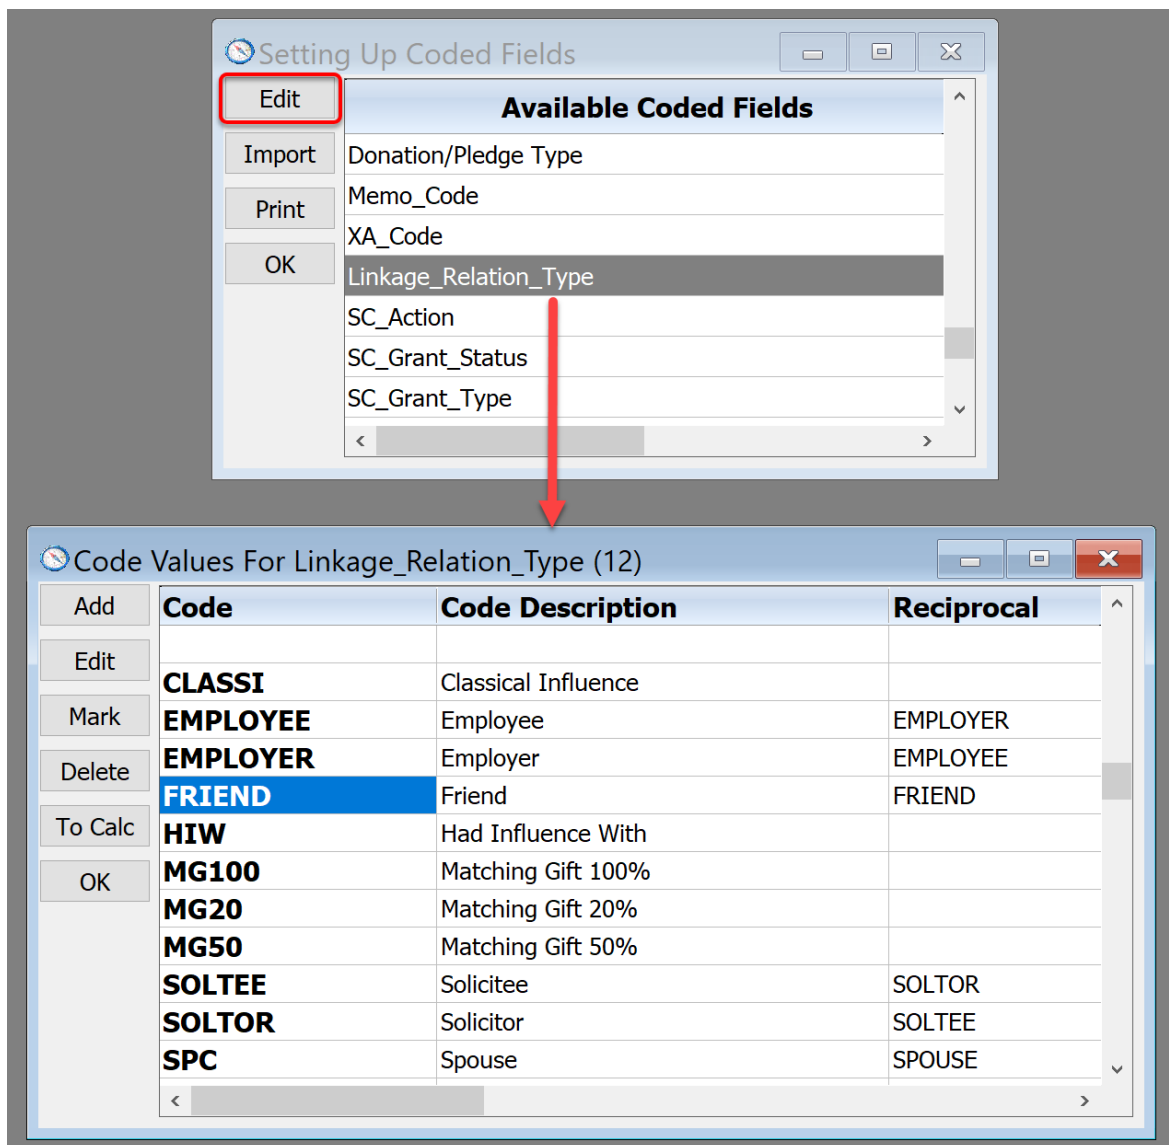 Setting Up Coded Fields
Edit
Available Coded Fields
Import
Donation/Pledge Type
Memo_Code
Print
XA_Code
OK
Linkage_Relation_Type
SC_Action
SC_Grant_Status
SC_Grant_Type
Code Values For Linkage_Relation_Type (12)
Add Code Code Description Reciprocal
Edit
CLASSI Classical Influence
Mark EMPLOYEE Employee EMPLOYER
EMPLOYER Employer EMPLOYEE
Delete
FRIEND Friend FRIEND
To Calc HIW Had Influence With
MG100 Matching Gift 100%
OK
MG20 Matching Gift 20%
MG50 Matching Gift 50%
SOLTEE Solicitee SOLTOR
SOLTOR Solicitor SOLTEE
SPC Spouse SPOUSE